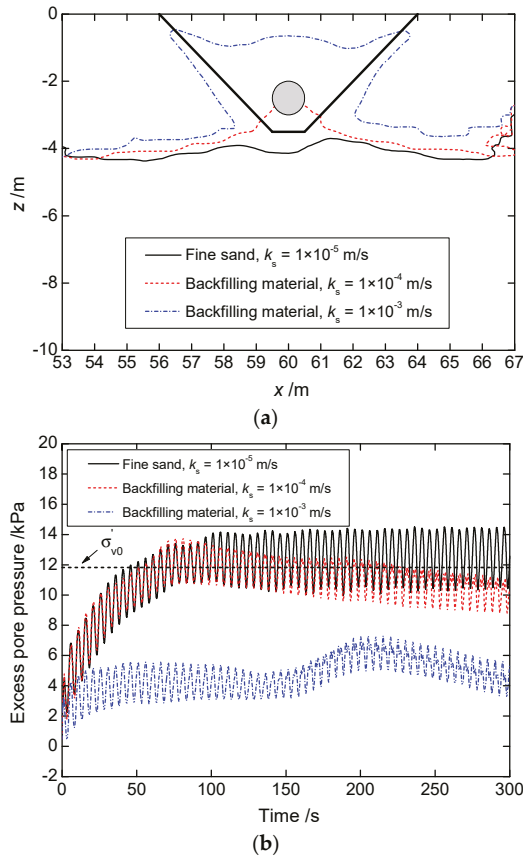 0
-2
-4
-6
-8
-10
z /m
Fine sand, kₛ = 1×10⁻⁵ m/s
Backfilling material, kₛ = 1×10⁻⁴ m/s
Backfilling material, kₛ = 1×10⁻³ m/s
53 54 55 56 57 58 59 60 61 62 63 64 65 66 67
x /m
(a)
20
18
16
14
12
10
8
6
4
2
0
-2
Excess pore pressure /kPa
Fine sand, kₛ = 1×10⁻⁵ m/s
Backfilling material, kₛ = 1×10⁻⁴ m/s
Backfilling material, kₛ = 1×10⁻³ m/s
σ'ᵥ₀
0 50 100 150 200 250 300
Time /s
(b)